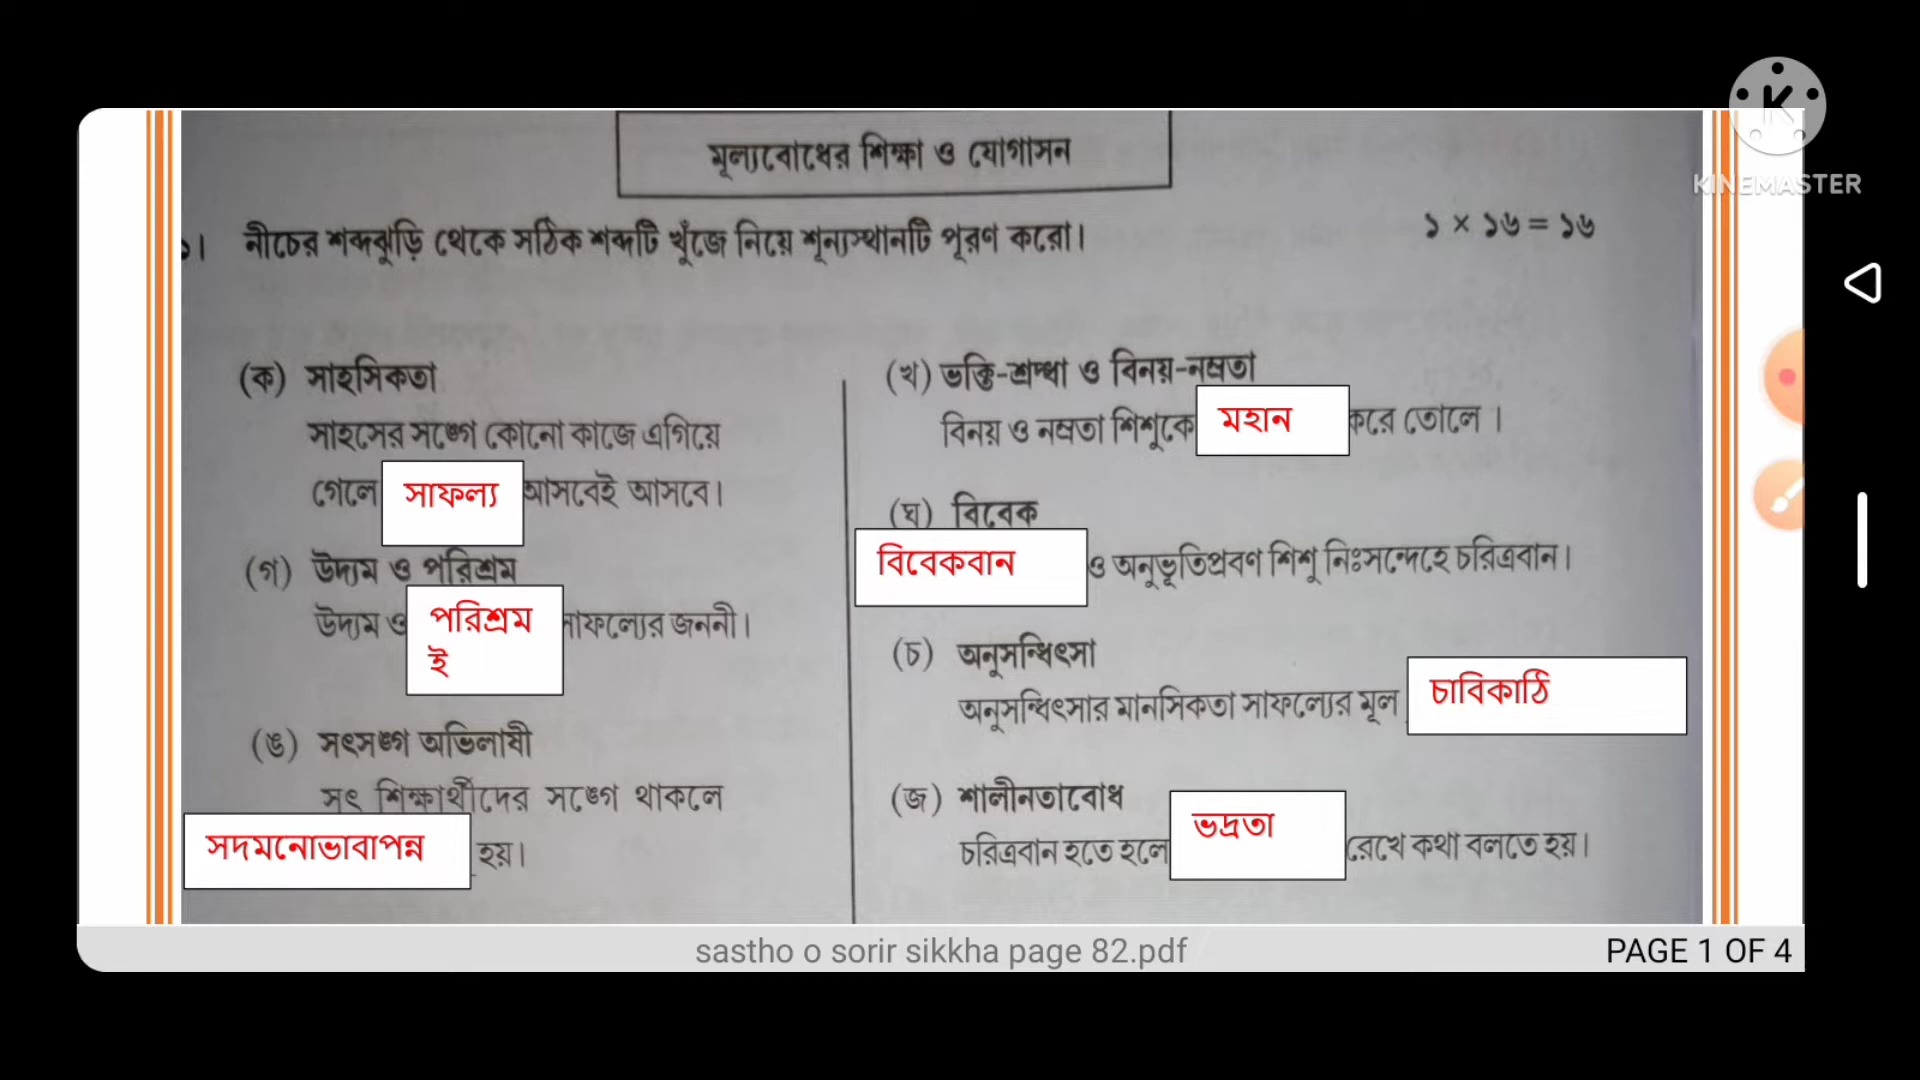 মূল্যবোধের শিক্ষা ও যোগাসন
১। নীচের শব্দঝুড়ি থেকে সঠিক শব্দটি খুঁজে নিয়ে শূন্যস্থানটি পূরণ করো। ১ × ১৬ = ১৬
(ক) সাহসিকতা
সাহসের সঙ্গে কোনো কাজে এগিয়ে
গেলে সাফল্য আসবেই আসবে।
(গ) উদ্যম ও পরিশ্রম
উদ্যম ও পরিশ্রম
ই
সাফল্যের জননী।
(ঙ) সৎসঙ্গ অভিলাষী
সৎ শিক্ষার্থীদের সঙ্গে থাকলে
সদমনোভাবাপন্ন হয়।
(খ) ভক্তি-শ্রদ্ধা ও বিনয়-নম্রতা
বিনয় ও নম্রতা শিশুকে মহান করে তোলে।
(ঘ) বিবেক
বিবেকবান ও অনুভূতিপ্রবণ শিশু নিঃসন্দেহে চরিত্রবান।
(চ) অনুসন্ধিৎসা
অনুসন্ধিৎসার মানসিকতা সাফল্যের মূল চাবিকাঠি
(জ) শালীনতাবোধ
চরিত্রবান হতে হলে ভদ্রতা রেখে কথা বলতে হয়।
sastho o sorir sikkha page 82.pdf
PAGE 1 OF 4
K
KINEMASTER